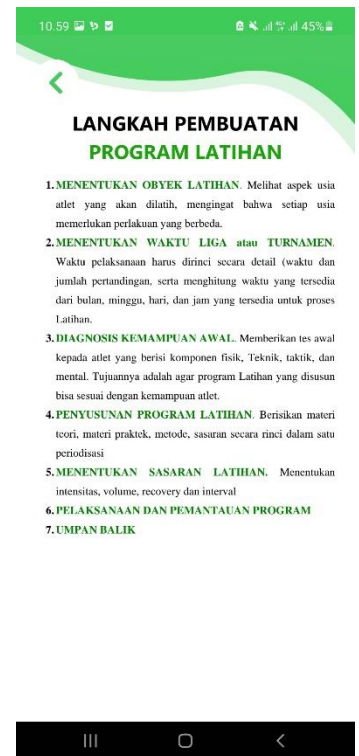 10.59
45%
LANGKAH PEMBUATAN
PROGRAM LATIHAN
1. MENENTUKAN OBYEK LATIHAN. Melihat aspek usia
atlet yang akan dilatih, mengingat bahwa setiap usia
memerlukan perlakuan yang berbeda.
2. MENENTUKAN WAKTU LIGA atau TURNAMEN.
Waktu pelaksanaan harus dirinci secara detail (waktu dan
jumlah pertandingan, serta menghitung waktu yang tersedia
dari bulan, minggu, hari, dan jam yang tersedia untuk proses
Latihan.
3. DIAGNOSIS KEMAMPUAN AWAL. Memberikan tes awal
kepada atlet yang berisi komponen fisik, Teknik, taktik, dan
mental. Tujuannya adalah agar program Latihan yang disusun
bisa sesuai dengan kemampuan atlet.
4. PENYUSUNAN PROGRAM LATIHAN. Berisikan materi
teori, materi praktek, metode, sasaran secara rinci dalam satu
periodisasi
5. MENENTUKAN SASARAN LATIHAN. Menentukan
intensitas, volume, recovery dan interval
6. PELAKSANAAN DAN PEMANTAUAN PROGRAM
7. UMPAN BALIK